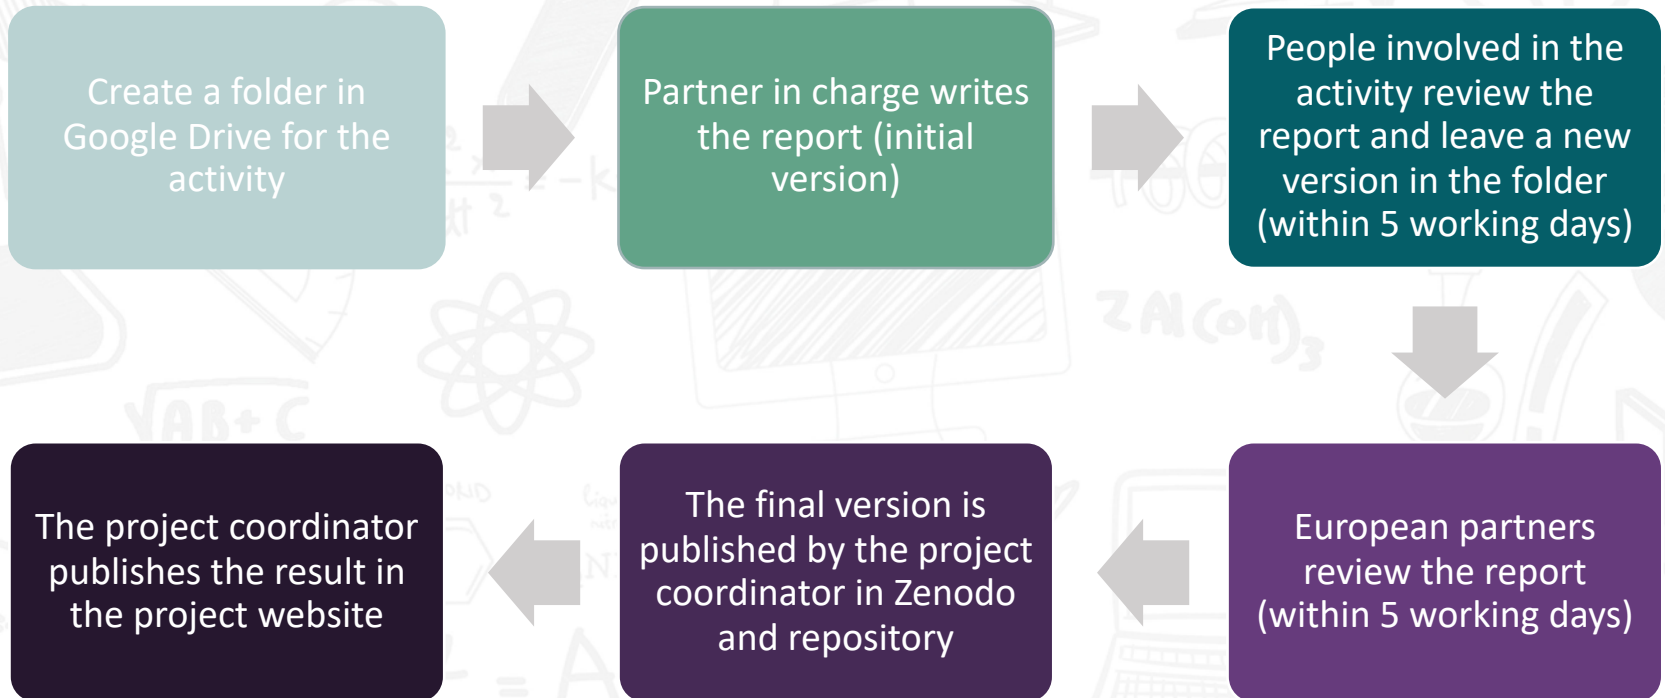 Create a folder in
Google Drive for the
activity
Partner in charge writes
the report (initial
version)
People involved in the
activity review the
report and leave a new
version in the folder
(within 5 working days)
European partners
review the report
(within 5 working days)
The final version is
published by the project
coordinator in Zenodo
and repository
The project coordinator
publishes the result in
the project website
√AB+C